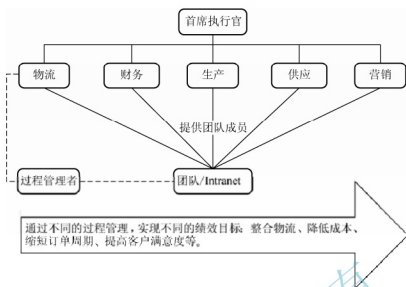 首席执行官
物流 财务 生产 供应 营销
提供团队成员
过程管理者 团队/Intranet
通过不同的过程管理，实现不同的绩效目标：整合物流、降低成本、
缩短订单周期、提高客户满意度等。